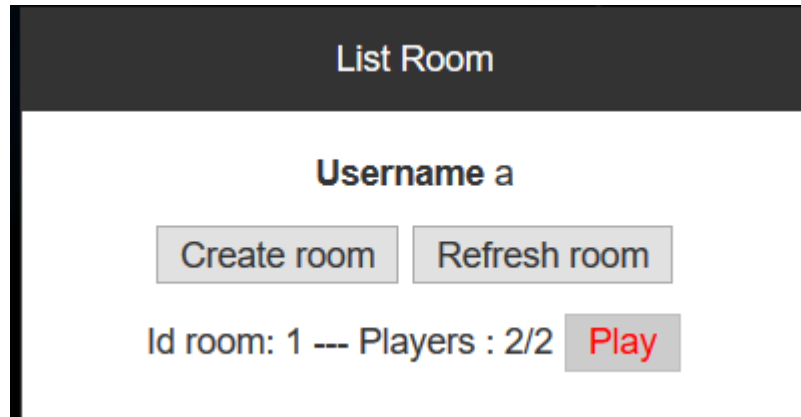 List Room
Username a
Create room Refresh room
Id room: 1 --- Players : 2/2 Play